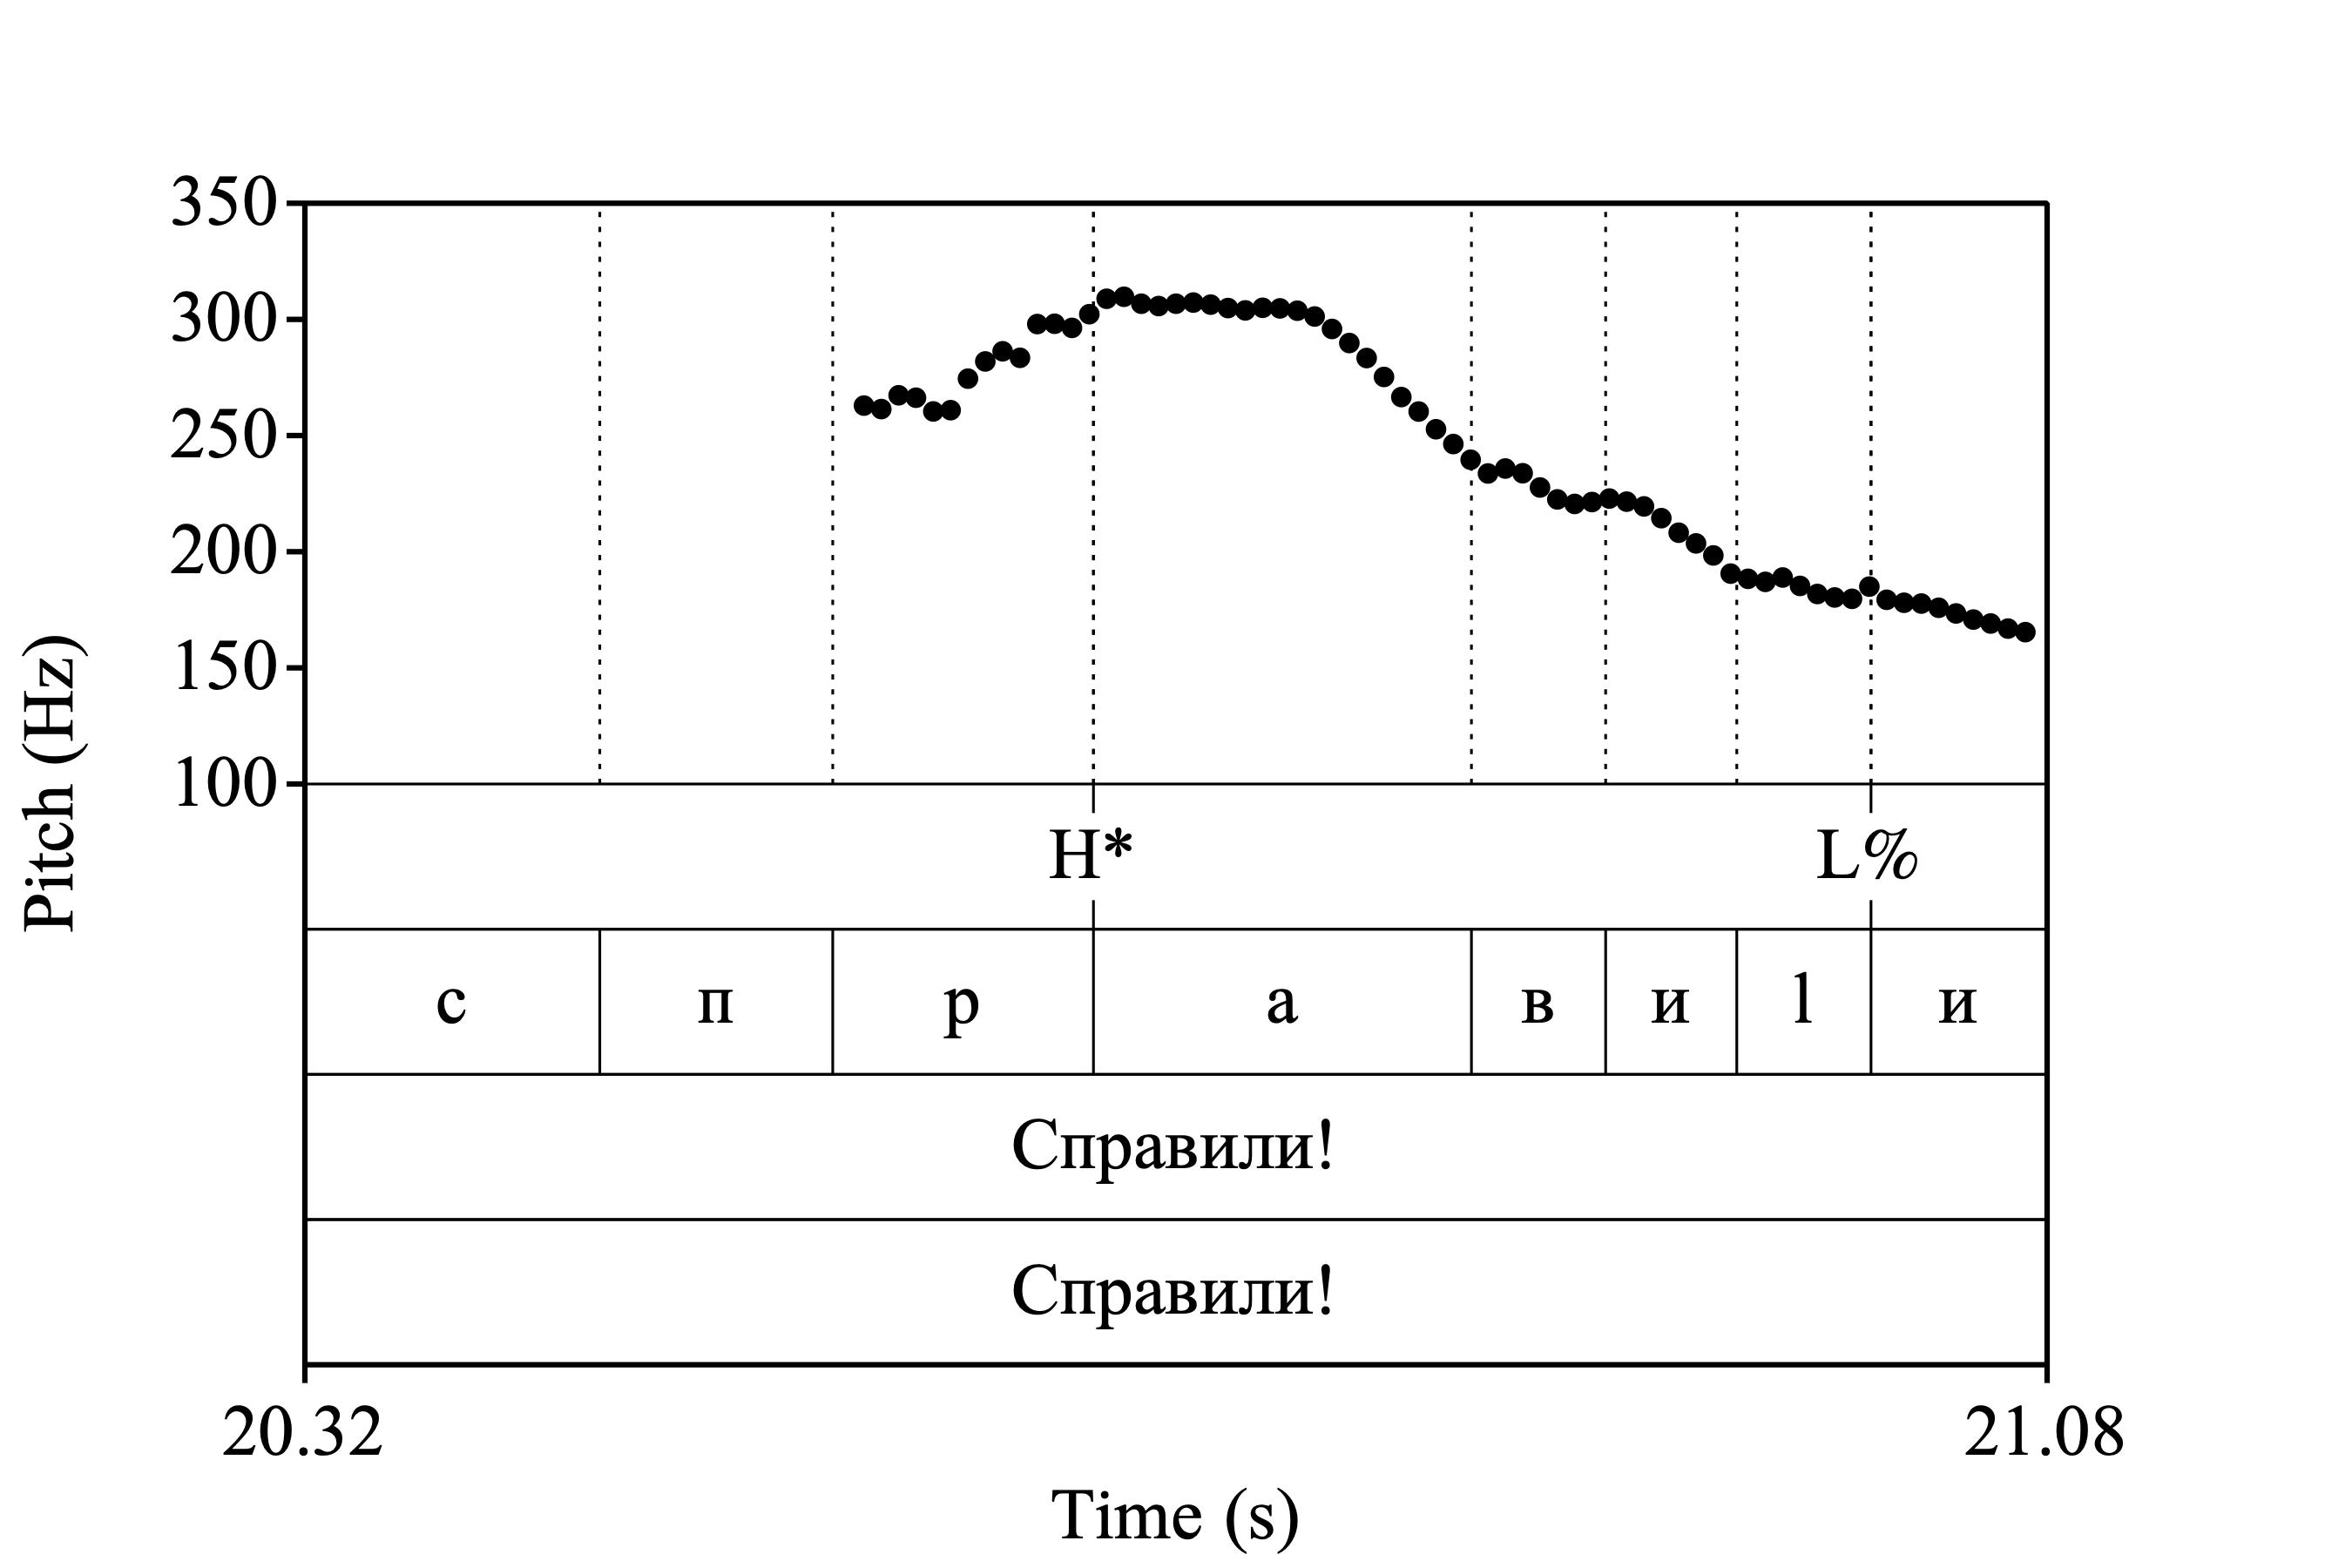 350
300
250
200
150
100
Pitch (Hz)
H* L%
с п р а в и l и
Справили!
Справили!
20.32 21.08
Time (s)